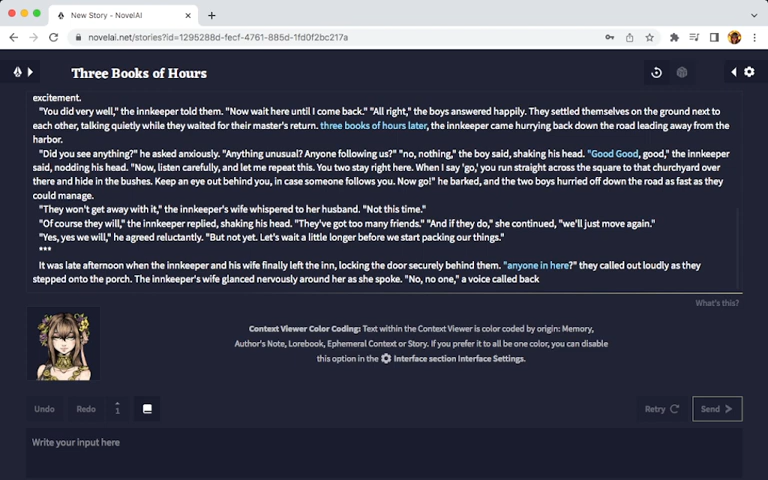 New Story - NovelAI
novelai.net/stories?id=1295288d-fecf-4761-885d-1fd0f2bc217a
Three Books of Hours
excitement.
"You did very well," the innkeeper told them. "Now wait here until I come back." "All right," the boys answered happily. They settled themselves on the ground next to
each other, talking quietly while they waited for their master's return. three books of hours later, the innkeeper came hurrying back down the road leading away from the
harbor.
"Did you see anything?" he asked anxiously. "Anything unusual? Anyone following us?" "no, nothing," the boy said, shaking his head. "Good Good, good," the innkeeper
said, nodding his head. "Now, listen carefully, and let me repeat this. You two stay right here. When I say 'go,' you run straight across the square to that churchyard over
there and hide in the bushes. Keep an eye out behind you, in case someone follows you. Now go!" he barked, and the two boys hurried off down the road as fast as they
could manage.
"They won't get away with it," the innkeeper's wife whispered to her husband. "Not this time."
"Of course they will," the innkeeper replied, shaking his head. "They've got too many friends." "And if they do," she continued, "we'll just move again."
"Yes, yes we will," he agreed reluctantly. "But not yet. Let's wait a little longer before we start packing our things."
***
It was late afternoon when the innkeeper and his wife finally left the inn, locking the door securely behind them. "anyone in here?" they called out loudly as they
stepped onto the porch. The innkeeper's wife glanced nervously around her as she spoke. "No, no one," a voice called back
What's this?
Context Viewer Color Coding: Text within the Context Viewer is color coded by origin: Memory,
Author's Note, Lorebook, Ephemeral Context or Story. If you prefer it to all be one color, you can disable
this option in the Interface section Interface Settings.
Undo Redo 1 Retry Send
Write your input here